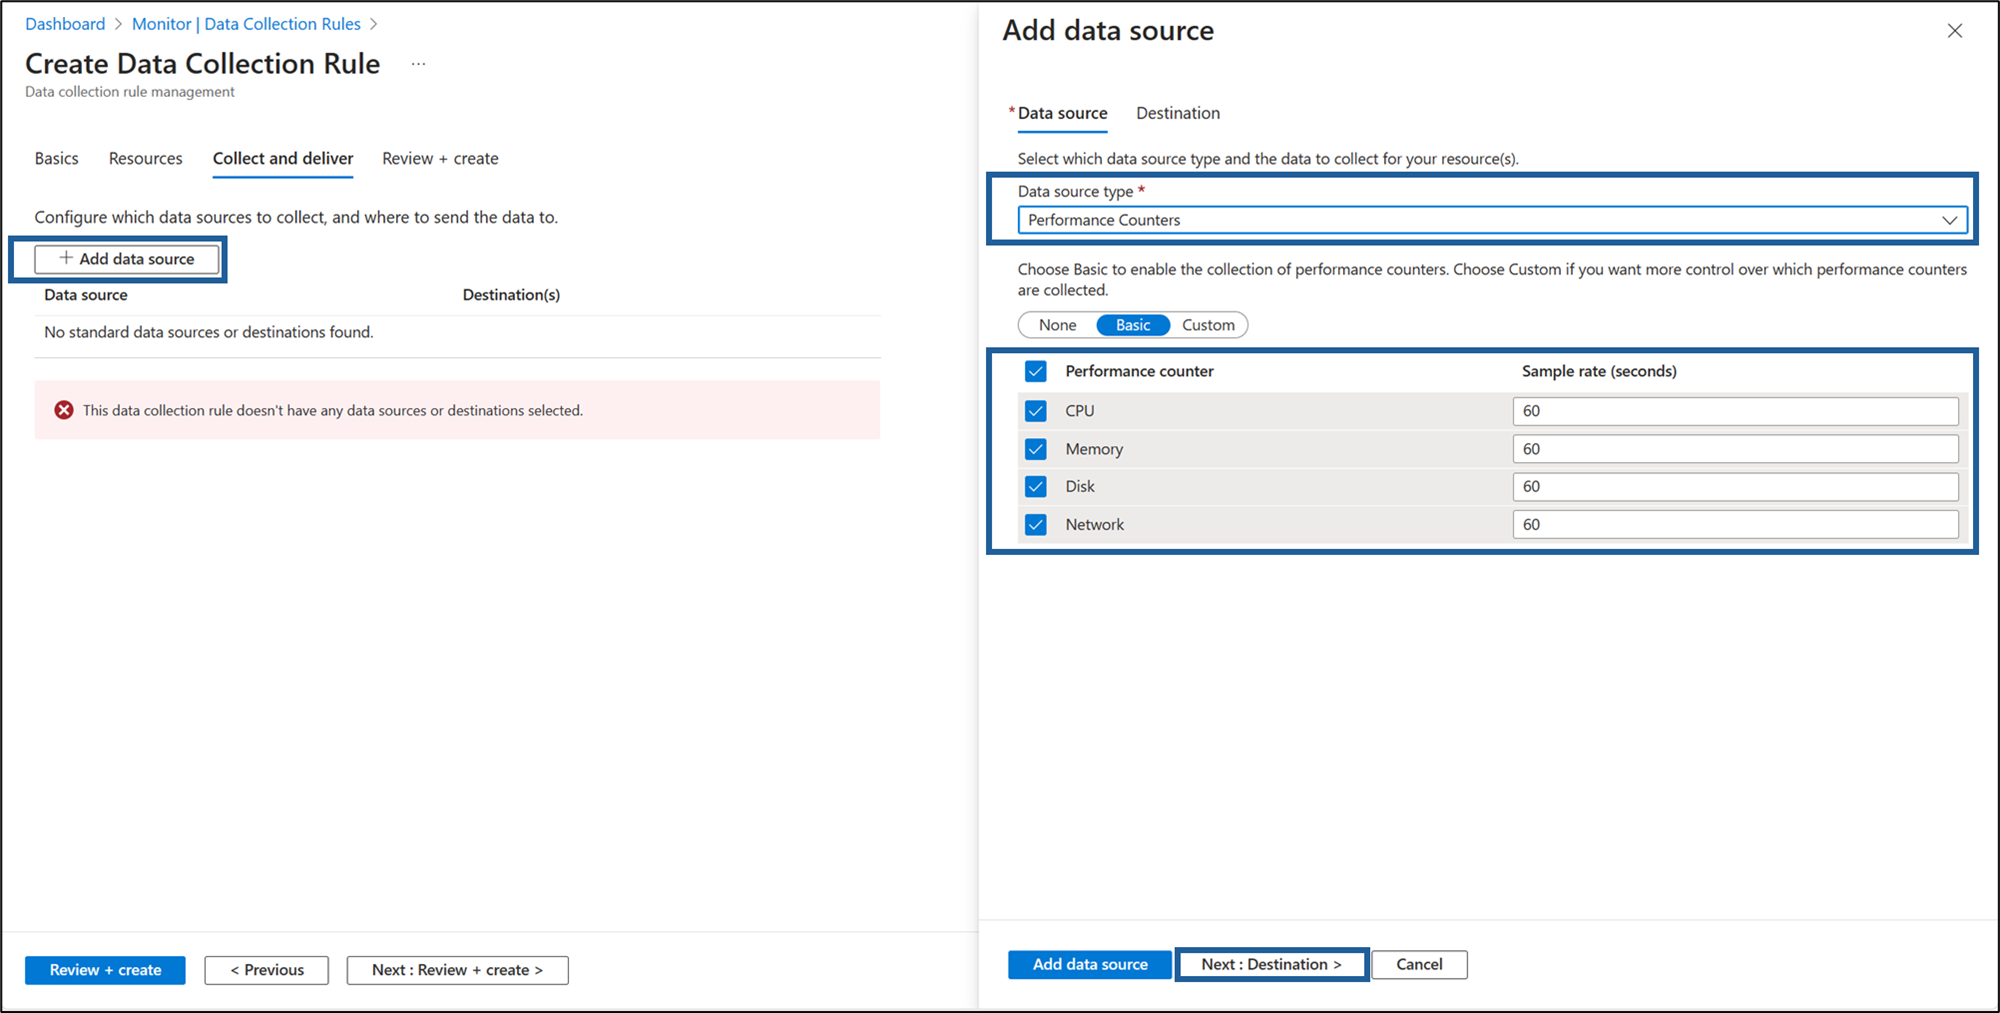 Dashboard > Monitor | Data Collection Rules >
Create Data Collection Rule ...
Data collection rule management
Basics Resources Collect and deliver Review + create
Configure which data sources to collect, and where to send the data to.
+ Add data source
Data source Destination(s)
No standard data sources or destinations found.
This data collection rule doesn't have any data sources or destinations selected.
Review + create < Previous Next : Review + create >
Add data source
* Data source Destination
Select which data source type and the data to collect for your resource(s).
Data source type *
Performance Counters
Choose Basic to enable the collection of performance counters. Choose Custom if you want more control over which performance counters
are collected.
None Basic Custom
Performance counter Sample rate (seconds)
CPU 60
Memory 60
Disk 60
Network 60
Add data source Next : Destination > Cancel